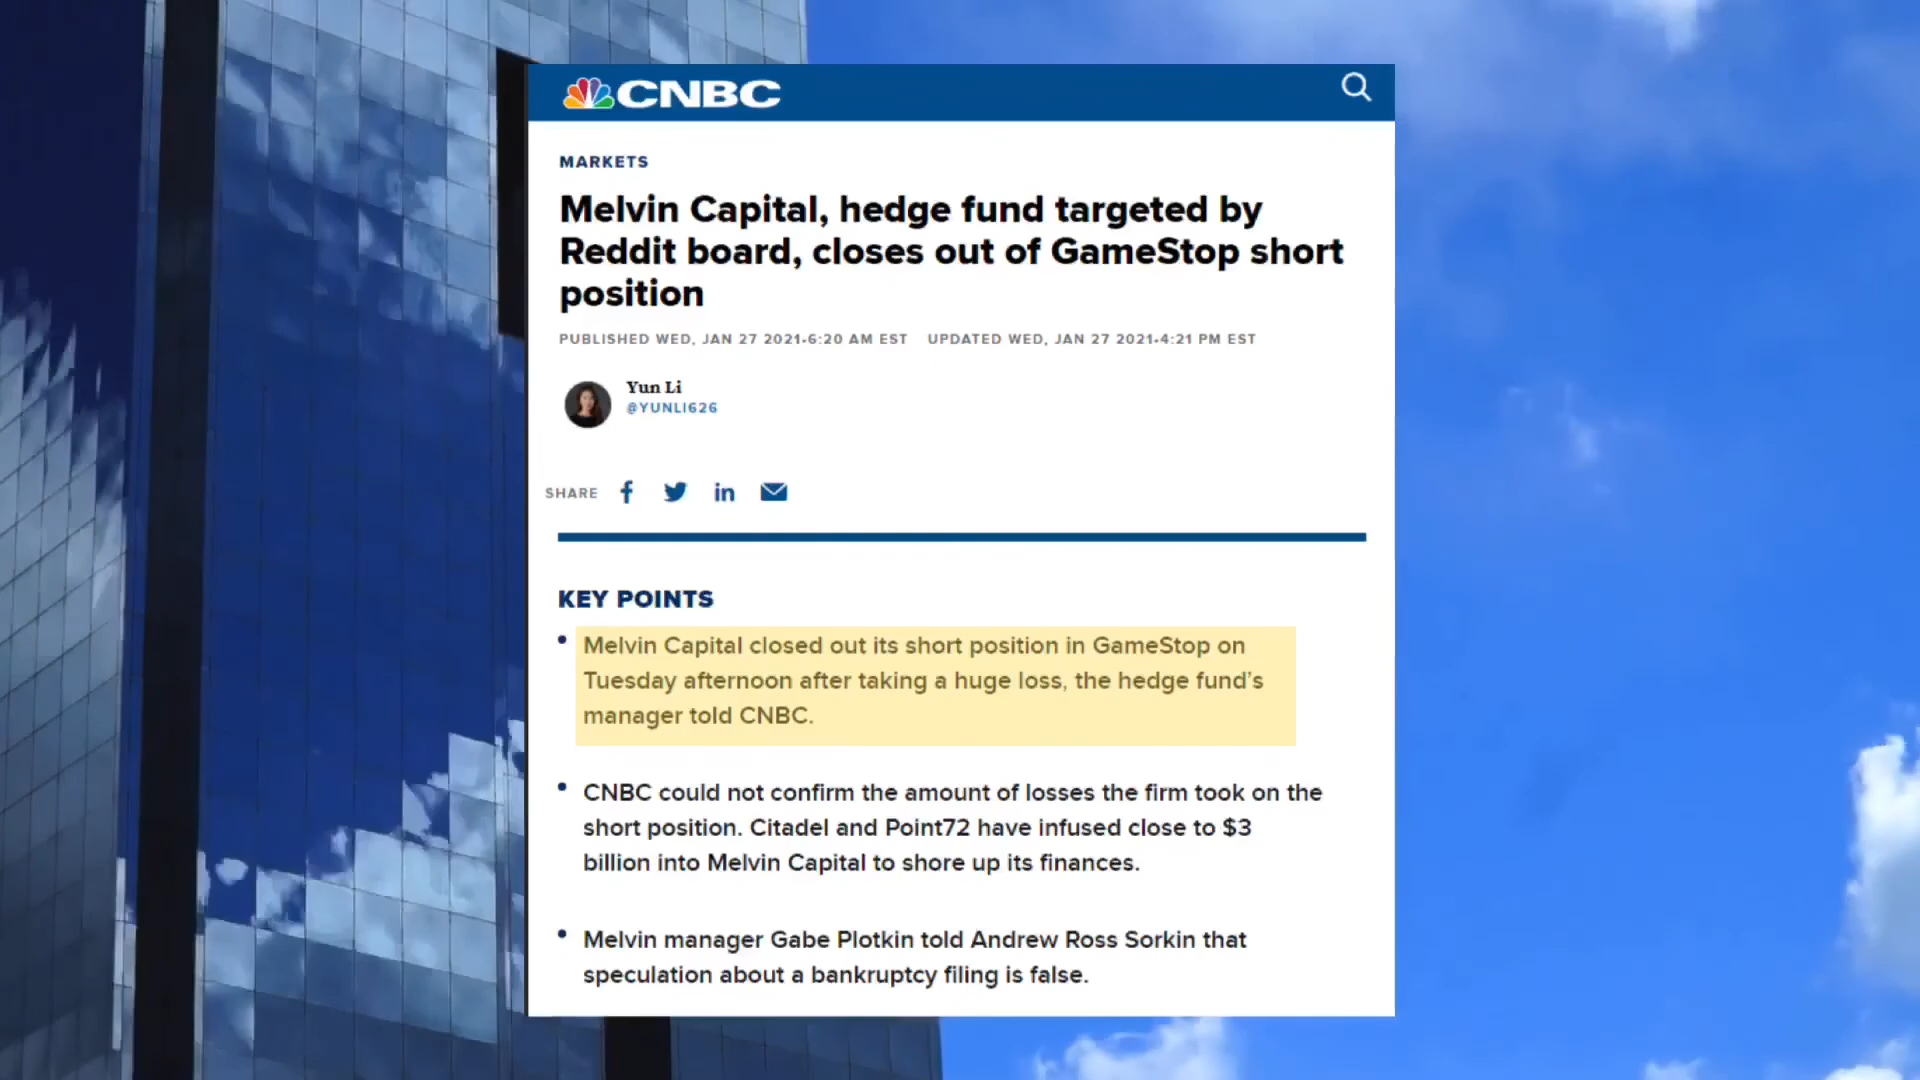 CNBC
MARKETS
Melvin Capital, hedge fund targeted by
Reddit board, closes out of GameStop short
position
PUBLISHED WED, JAN 27 2021•6:20 AM EST UPDATED WED, JAN 27 2021•4:21 PM EST
Yun Li
@YUNLI626
SHARE
KEY POINTS
• Melvin Capital closed out its short position in GameStop on
Tuesday afternoon after taking a huge loss, the hedge fund’s
manager told CNBC.
• CNBC could not confirm the amount of losses the firm took on the
short position. Citadel and Point72 have infused close to $3
billion into Melvin Capital to shore up its finances.
• Melvin manager Gabe Plotkin told Andrew Ross Sorkin that
speculation about a bankruptcy filing is false.